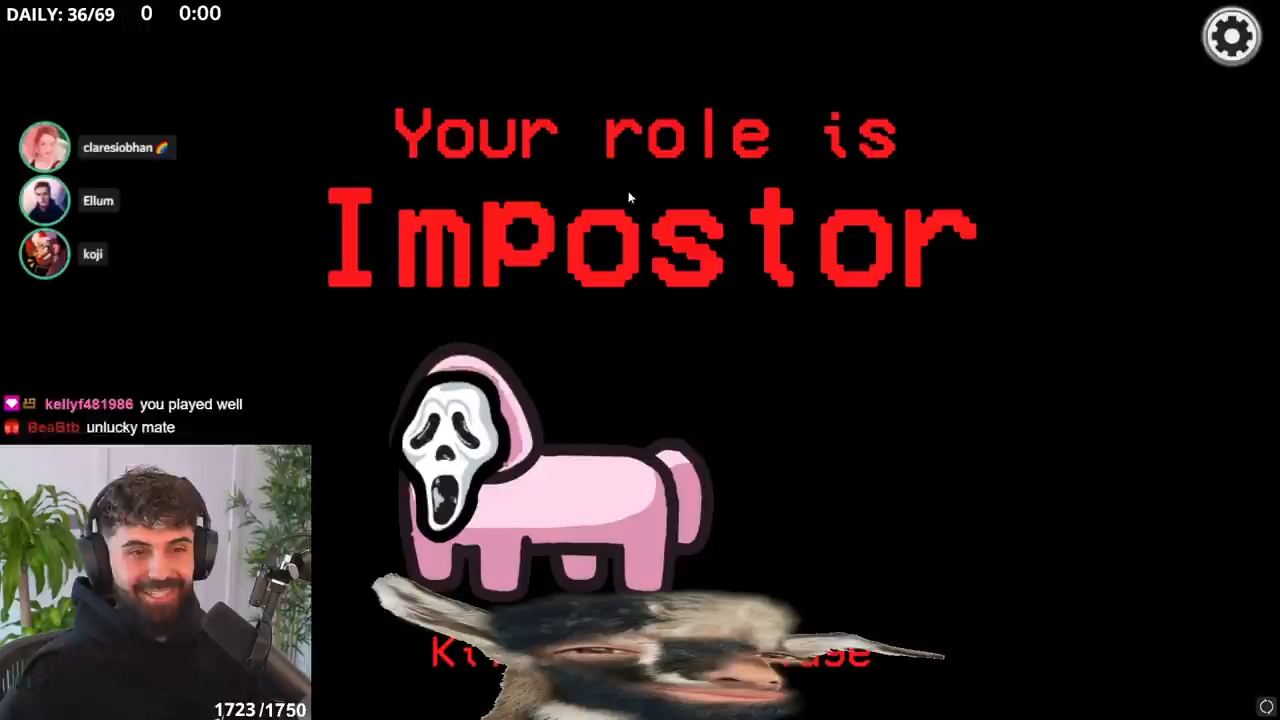 DAILY: 36/69 0 0:00
Your role is
Impostor
claresiobhan 🌈
Ellum
koji
kellyf481986 you played well
BeaBtb unlucky mate
1723/1750